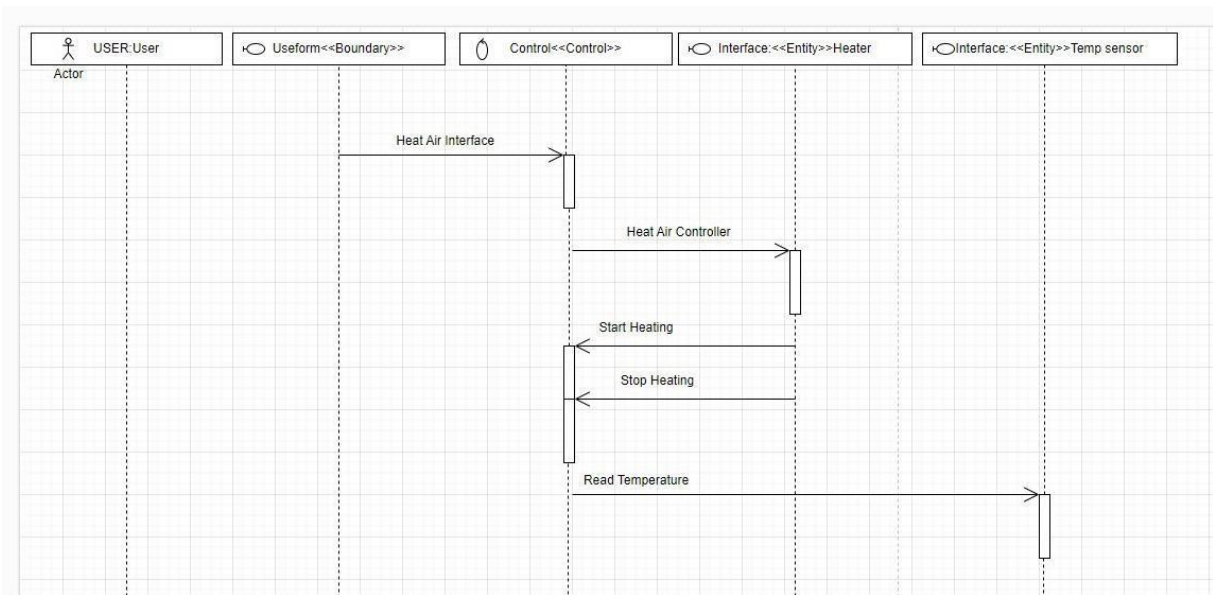 USER:User
Useform<<Boundary>>
Control<<Control>>
Interface:<<Entity>>Heater
Interface:<<Entity>>Temp sensor
Actor
Heat Air Interface
Heat Air Controller
Start Heating
Stop Heating
Read Temperature